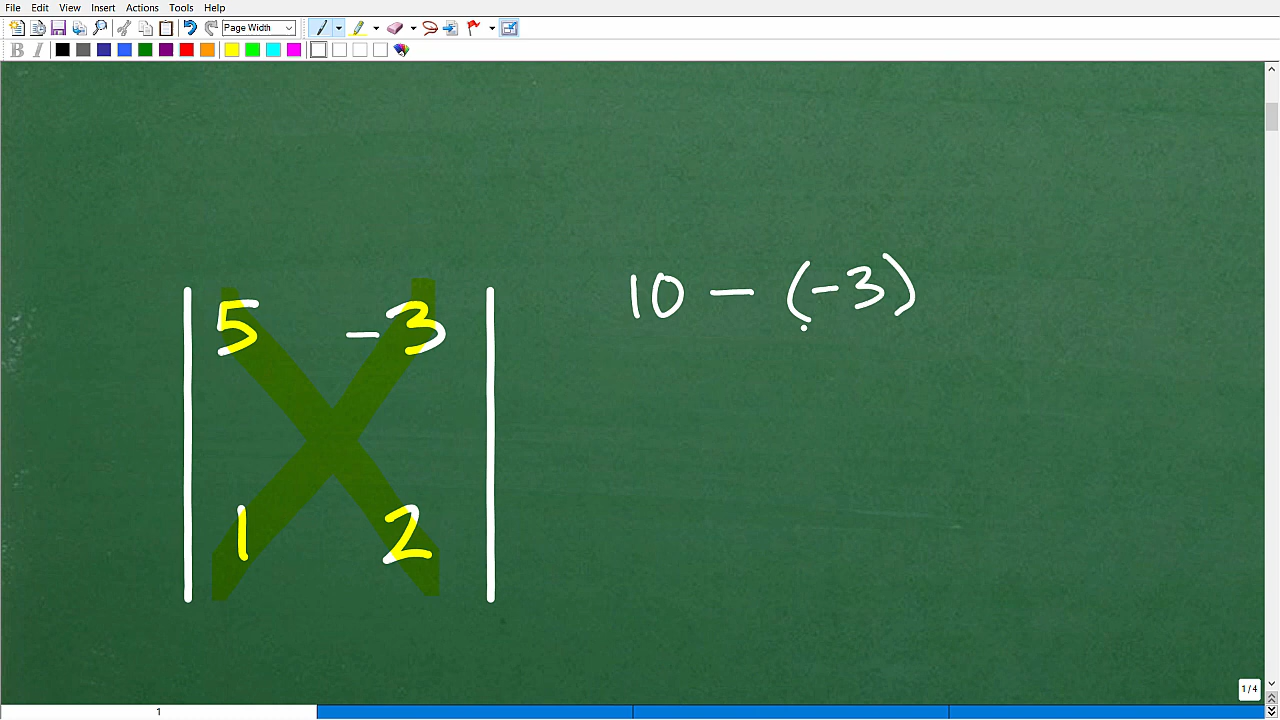 File Edit View Insert Actions Tools Help
Page Width
B I
10 - (-3)
5 -3
1 2
1/4
1